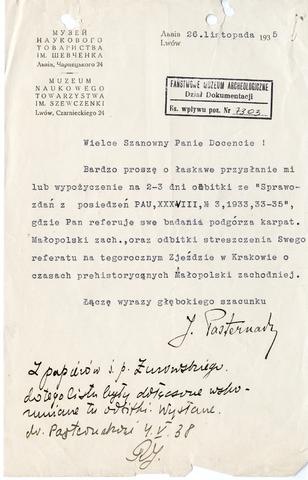 МУЗЕЙ
НАУКОВОГО
ТОВАРИСТВА
ІМ. ШЕВЧЕНКА
Львів, Чарнецького 24
MUZEUM
NAUKOWEGO
TOWARZYSTWA
IM. SZEWCZENKI
Lwów, Czarnieckiego 24
Львів
Lwów, 26.listopada 1935
PAŃSTWOWE MUZEUM ARCHEOLOGICZNE
Dział Dokumentacji
Ks. wpływu poz. Nr 7303
Wielce Szanowny Panie Docencie !
Bardzo proszę o łaskawe przysłanie mi
lub wypożyczenie na 2-3 dni odbitki ze "Sprawo-
zdań z posiedzeń PAU,XXXVIII,№ 3,1933,33-35",
gdzie Pan referuje swe badania podgórza karpat.
Małopolski zach.,oraz odbitki streszczenia Swego
referatu na tegorocznym Zjeździe w Krakowie o
czasach prehistorycznych Małopolski zachodniej.
Łączę wyrazy głębokiego szacunku
J. Pasternak
Z papierów ś. p. Żurowskiego.
do tego listu były dołączone wspo-
mniane tu odbitki. Wysłane
dr. Pasternakowi 4.V.38